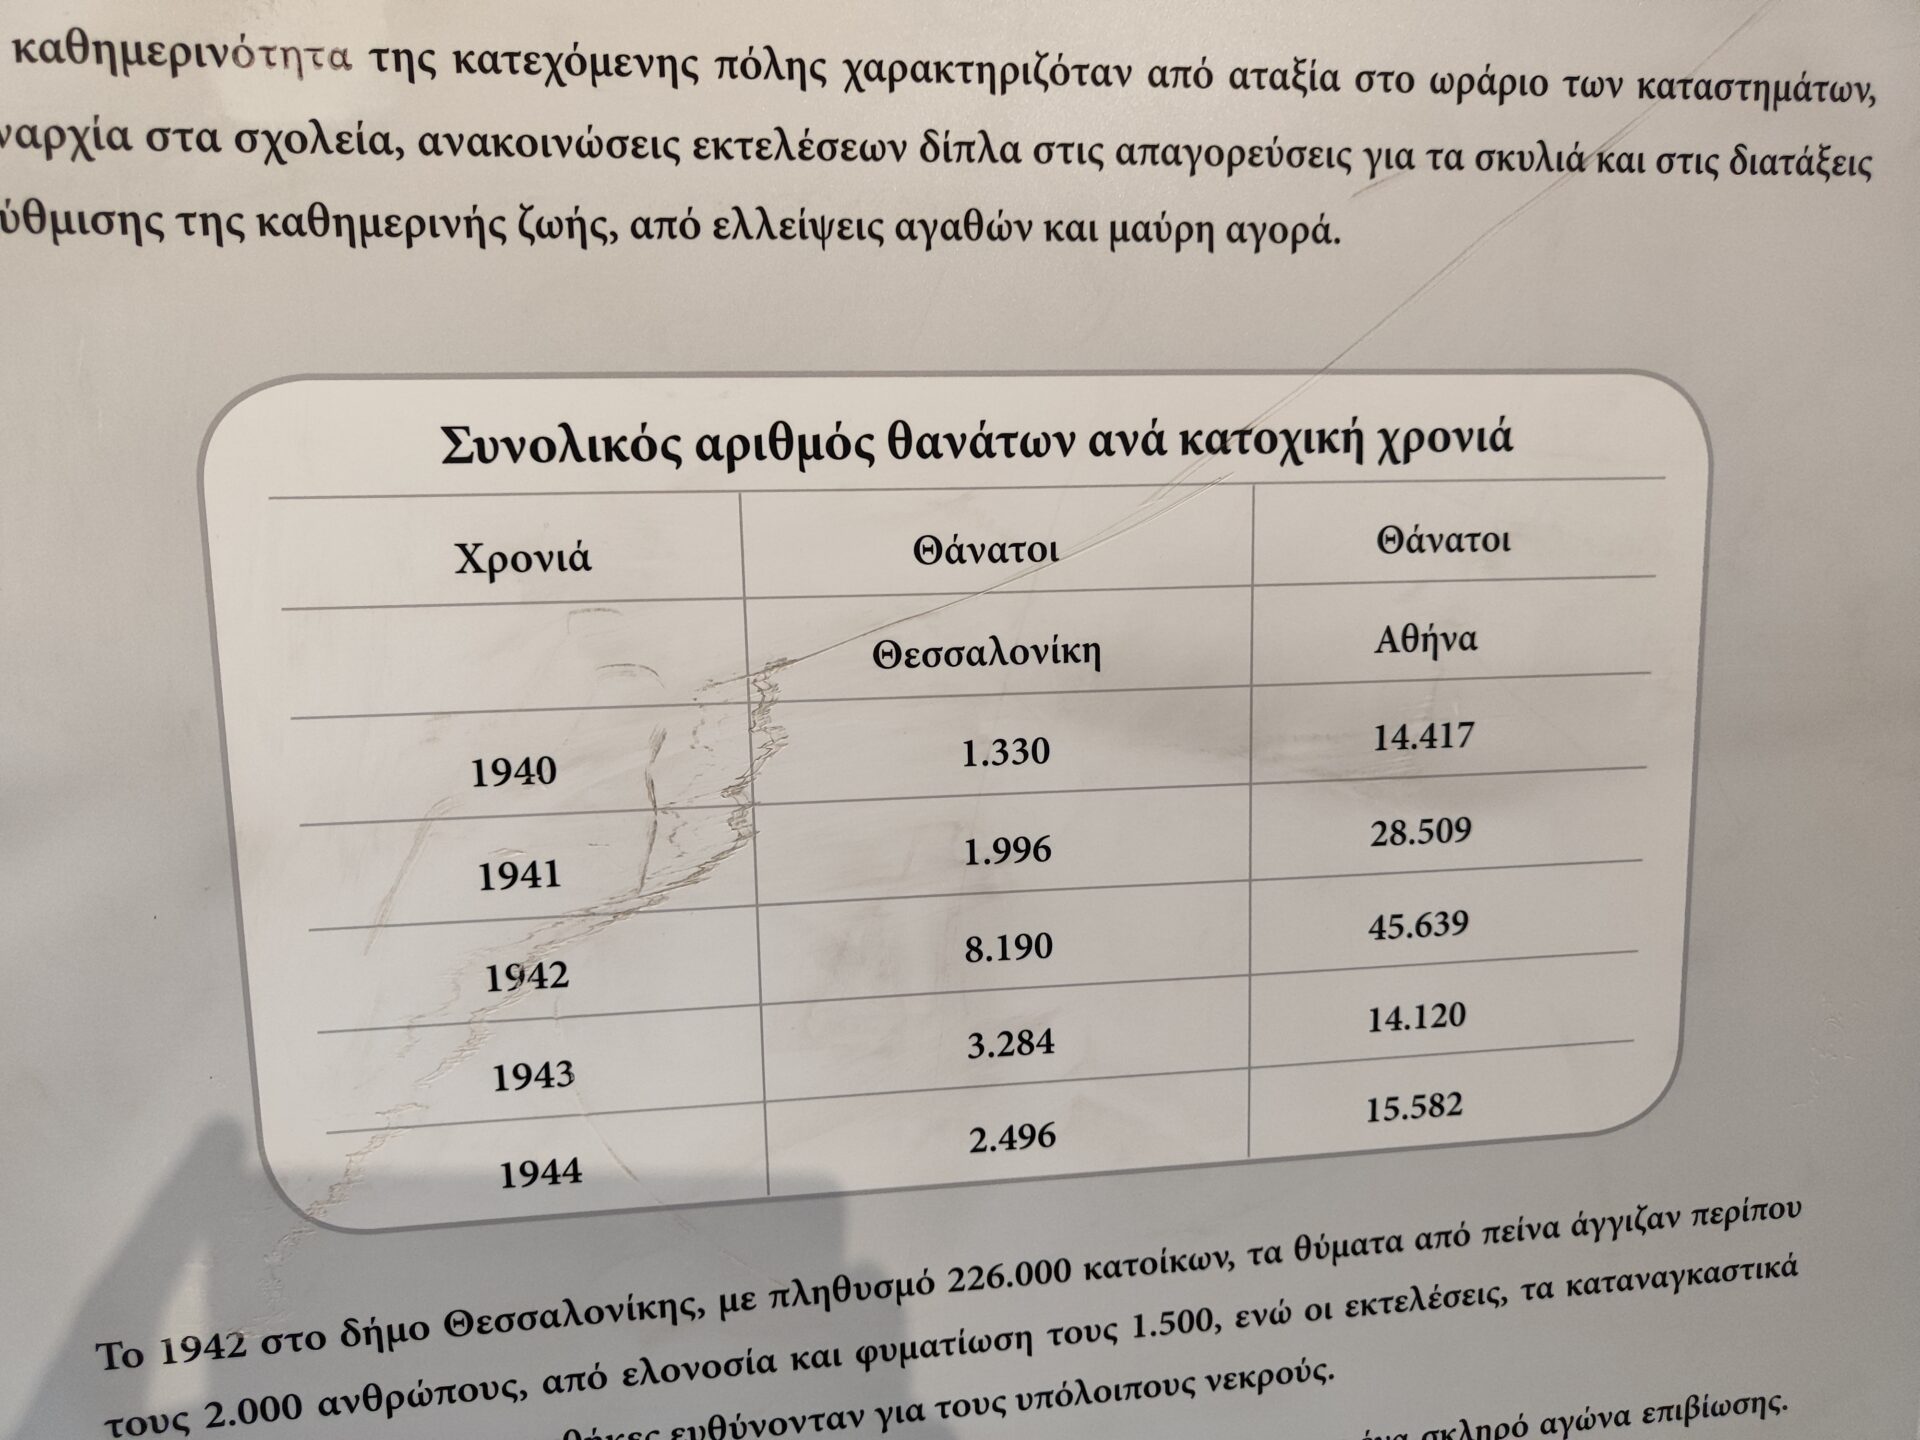 καθημερινότητα της κατεχόμενης πόλης χαρακτηριζόταν από αταξία στο ωράριο των καταστημάτων,
ναρχία στα σχολεία, ανακοινώσεις εκτελέσεων δίπλα στις απαγορεύσεις για τα σκυλιά και στις διατάξεις
ύθμισης της καθημερινής ζωής, από ελλείψεις αγαθών και μαύρη αγορά.
Συνολικός αριθμός θανάτων ανά κατοχική χρονιά
Χρονιά Θάνατοι Θάνατοι
Θεσσαλονίκη Αθήνα
1940 1.330 14.417
1941 1.996 28.509
1942 8.190 45.639
1943 3.284 14.120
1944 2.496 15.582
Το 1942 στο δήμο Θεσσαλονίκης, με πληθυσμό 226.000 κατοίκων, τα θύματα από πείνα άγγιζαν περίπου
τους 2.000 ανθρώπους, από ελονοσία και φυματίωση τους 1.500, ενώ οι εκτελέσεις, τα καταναγκαστικά
ευθύνονταν για τους υπόλοιπους νεκρούς.
σκληρό αγώνα επιβίωσης.